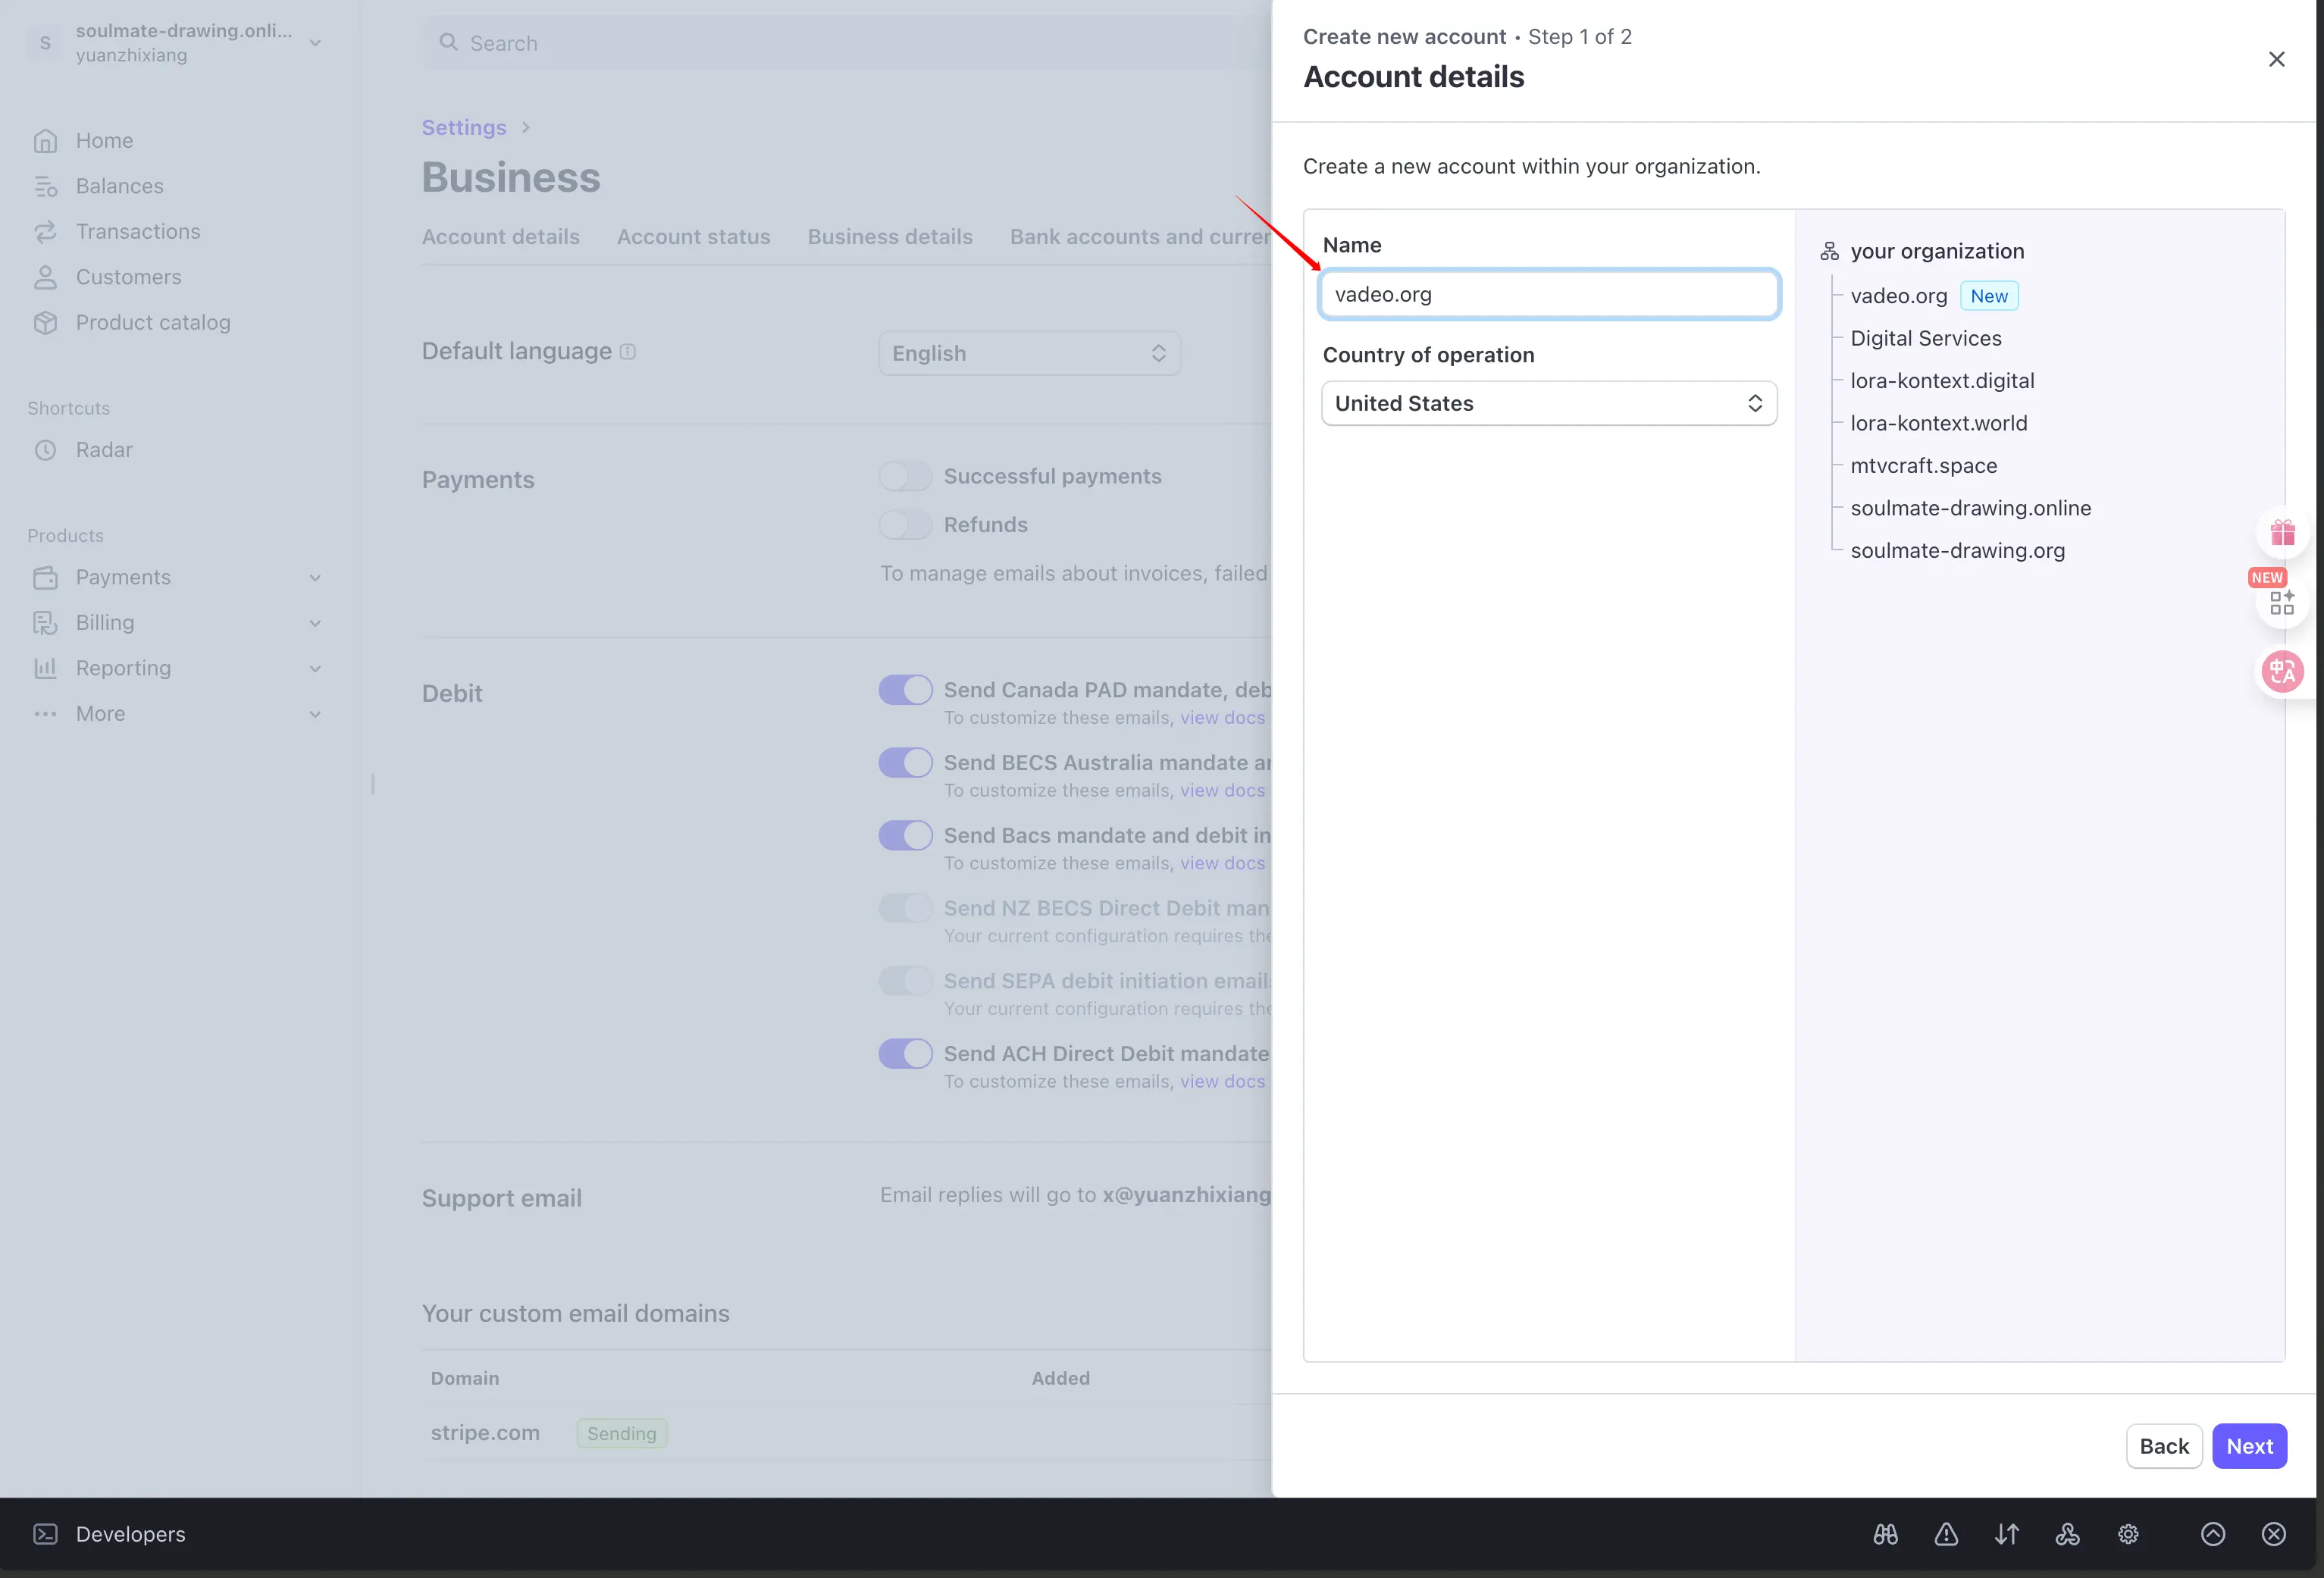 S
soulmate-drawing.onli...
yuanzhixiang
Search
Home
Balances
Transactions
Customers
Product catalog
Shortcuts
Radar
Products
Payments
Billing
Reporting
More
Settings
Business
Account details
Account status
Business details
Bank accounts and curren
Default language
English
Payments
Successful payments
Refunds
To manage emails about invoices, failed
Debit
Send Canada PAD mandate, deb
To customize these emails, view docs
Send BECS Australia mandate
To customize these emails, view docs
Send Bacs mandate and debit in
To customize these emails, view docs
Send NZ BECS Direct Debit man
Your current configuration requires the
Send SEPA debit initiation emails
Your current configuration requires the
Send ACH Direct Debit mandate
To customize these emails, view docs
Support email
Email replies will go to x@yuanzhixiang
Your custom email domains
Domain
Added
stripe.com
Sending
Create new account • Step 1 of 2
Account details
Create a new account within your organization.
Name
vadeo.org
Country of operation
United States
your organization
vadeo.org New
Digital Services
lora-kontext.digital
lora-kontext.world
mtvcraft.space
soulmate-drawing.online
soulmate-drawing.org
NEW
中 A
Back
Next
Developers